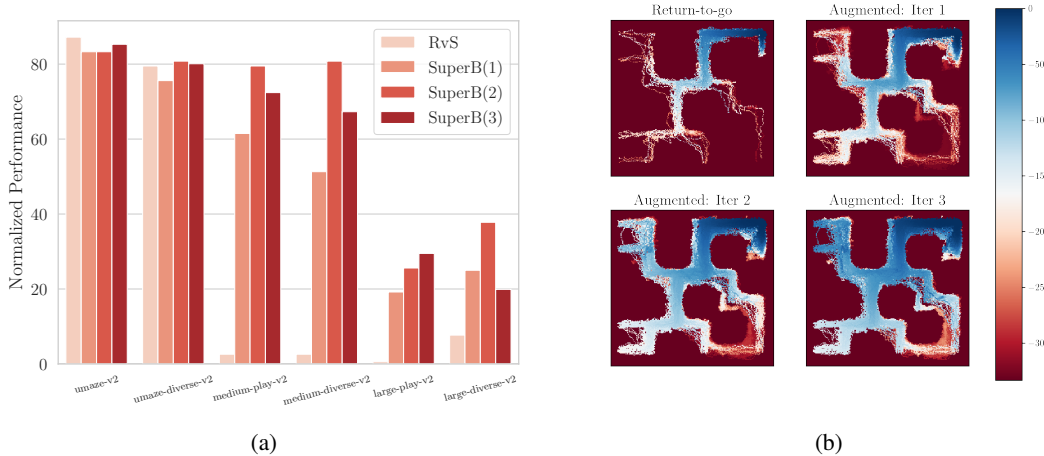 Normalized Performance
80
60
40
20
0
RvS
SuperB(1)
SuperB(2)
SuperB(3)
umaze-v2
umaze-diverse-v2
medium-play-v2
medium-diverse-v2
large-play-v2
large-diverse-v2
(a)
Return-to-go
Augmented: Iter 1
Augmented: Iter 2
Augmented: Iter 3
0
−5
−10
−15
−20
−25
−30
(b)